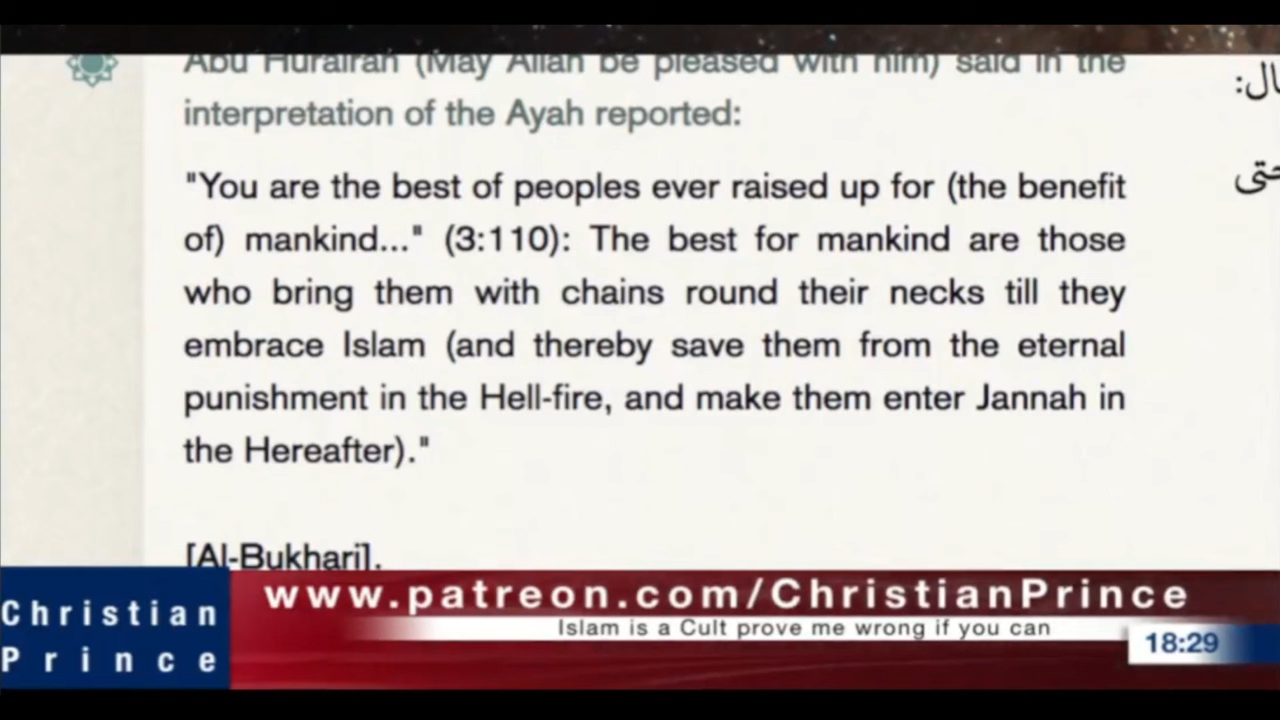 Abu Hurairah (May Allah be pleased with him) said in the
interpretation of the Ayah reported:
"You are the best of peoples ever raised up for (the benefit
of) mankind..." (3:110): The best for mankind are those
who bring them with chains round their necks till they
embrace Islam (and thereby save them from the eternal
punishment in the Hell-fire, and make them enter Jannah in
the Hereafter)."
[Al-Bukhari].
حتى
www.patreon.com/ChristianPrince
Islam is a Cult prove me wrong if you can
Christian
Prince
18:29